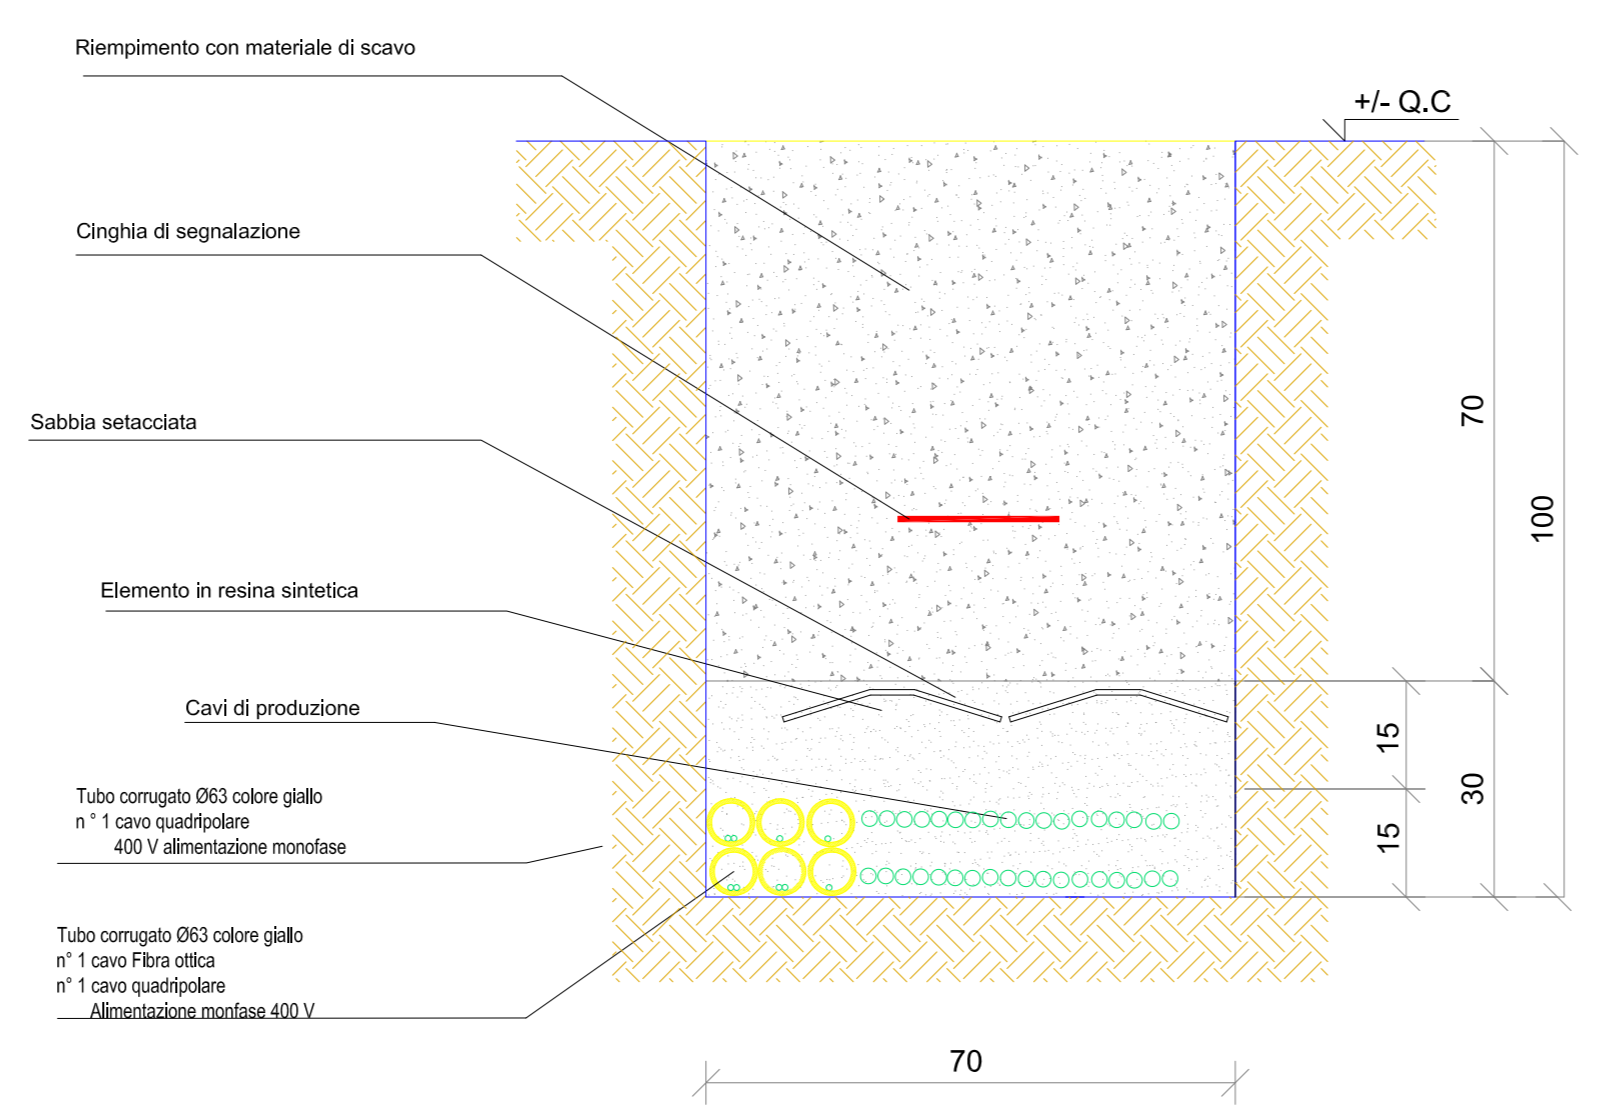 Riempimento con materiale di scavo
+/- Q.C
Cinghia di segnalazione
Sabbia setacciata
70
100
Elemento in resina sintetica
Cavi di produzione
15
30
15
Tubo corrugato Ø63 colore giallo
n ° 1 cavo quadripolare
400 V alimentazione monofase
Tubo corrugato Ø63 colore giallo
n° 1 cavo Fibra ottica
n° 1 cavo quadripolare
Alimentazione monfase 400 V
70